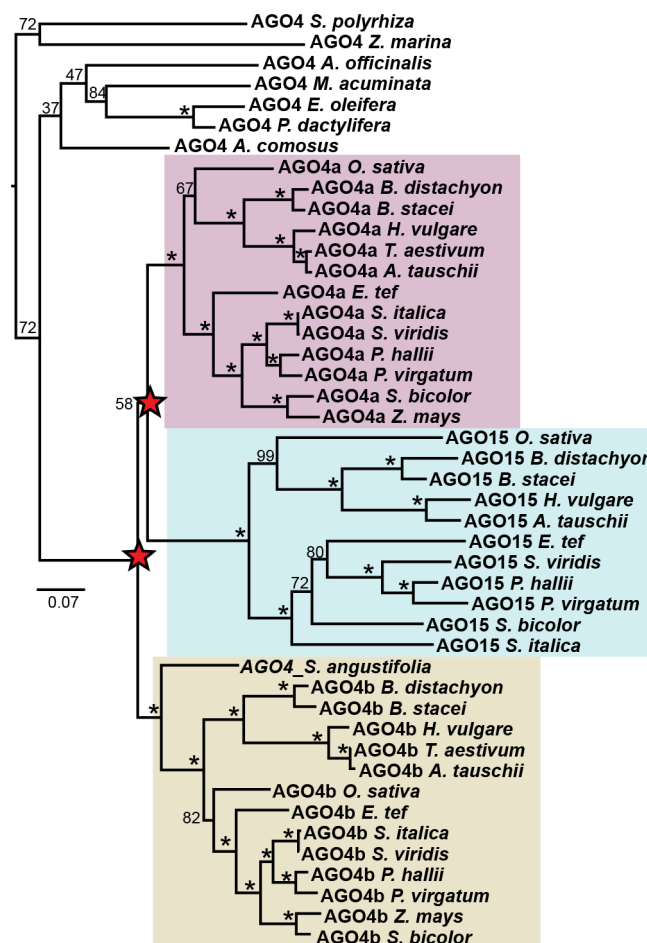 72
AGO4 S. polyrhiza
AGO4 Z. marina
47
AGO4 A. officinalis
84
AGO4 M. acuminata
37
*
AGO4 E. oleifera
AGO4 P. dactylifera
AGO4 A. comosus
67
AGO4a O. sativa
*
*
AGO4a B. distachyon
AGO4a B. stacei
*
*
AGO4a H. vulgare
*
AGO4a T. aestivum
AGO4a A. tauschii
*
AGO4a E. tef
*
*
AGO4a S. italica
AGO4a S. viridis
*
AGO4a P. hallii
*
AGO4a P. virgatum
*
AGO4a S. bicolor
AGO4a Z. mays
72
58
99
AGO15 O. sativa
*
*
AGO15 B. distachyon
AGO15 B. stacei
*
AGO15 H. vulgare
AGO15 A. tauschii
*
80
AGO15 E. tef
*
AGO15 S. viridis
*
AGO15 P. hallii
72
AGO15 P. virgatum
*
AGO15 S. bicolor
AGO15 S. italica
0.07
*
AGO4_S. angustifolia
*
*
AGO4b B. distachyon
AGO4b B. stacei
*
AGO4b H. vulgare
*
*
AGO4b T. aestivum
AGO4b A. tauschii
82
AGO4b O. sativa
*
AGO4b E. tef
*
*
AGO4b S. italica
AGO4b S. viridis
*
AGO4b P. hallii
*
AGO4b P. virgatum
*
AGO4b Z. mays
AGO4b S. bicolor